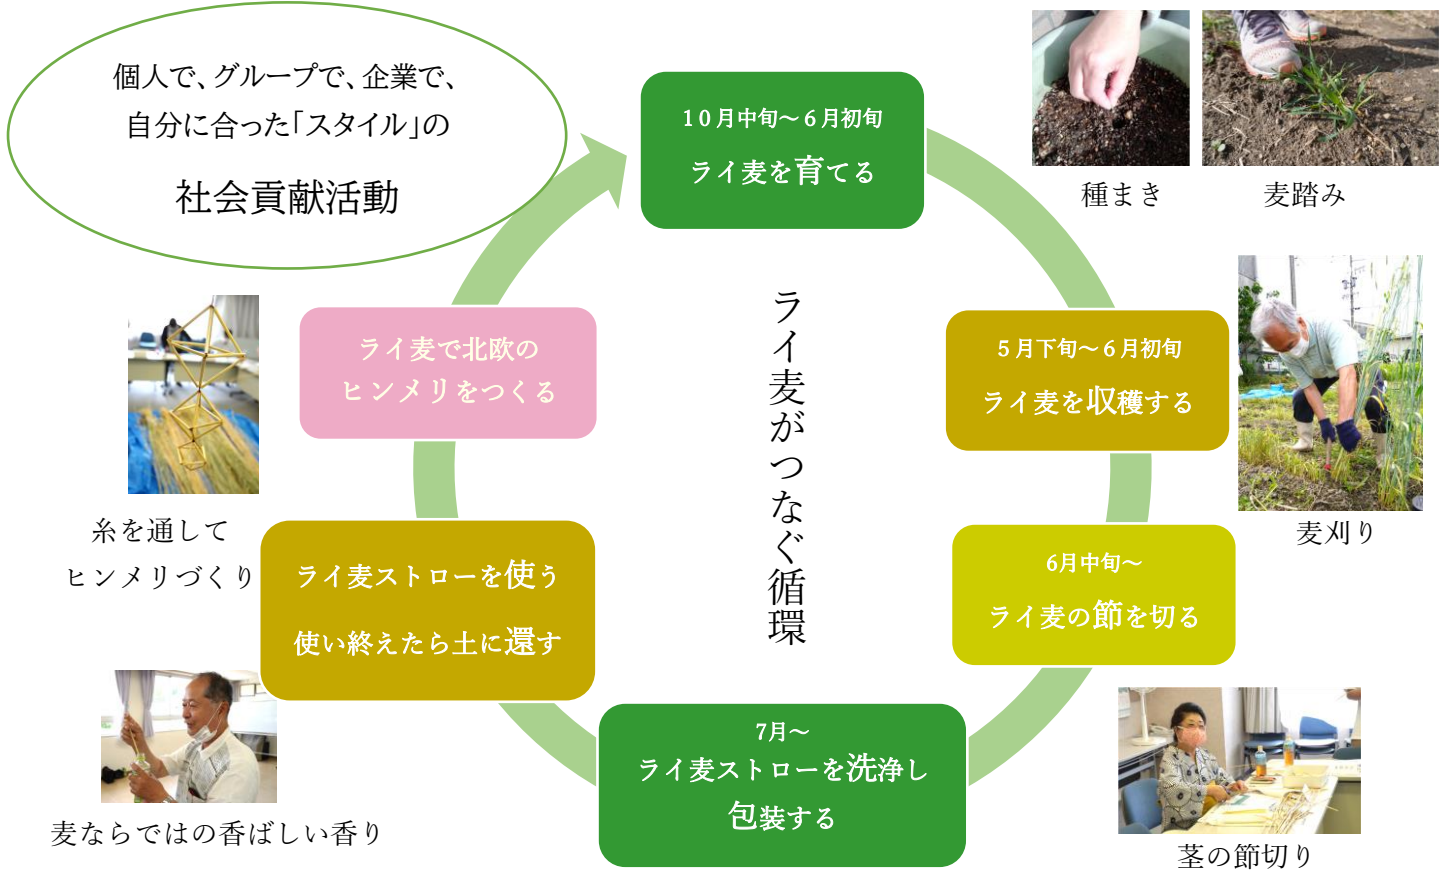 個人で、グループで、企業で、
自分に合った「スタイル」の
社会貢献活動
10月中旬～6月初旬
ライ麦を育てる
種まき
麦踏み
5月下旬～6月初旬
ライ麦を収穫する
麦刈り
6月中旬～
ライ麦の節を切る
茎の節切り
7月～
ライ麦ストローを洗浄し
包装する
ライ麦ストローを使う
使い終えたら土に還す
麦ならではの香ばしい香り
ライ麦で北欧の
ヒンメリをつくる
糸を通して
ヒンメリづくり
ライ麦がつなぐ循環